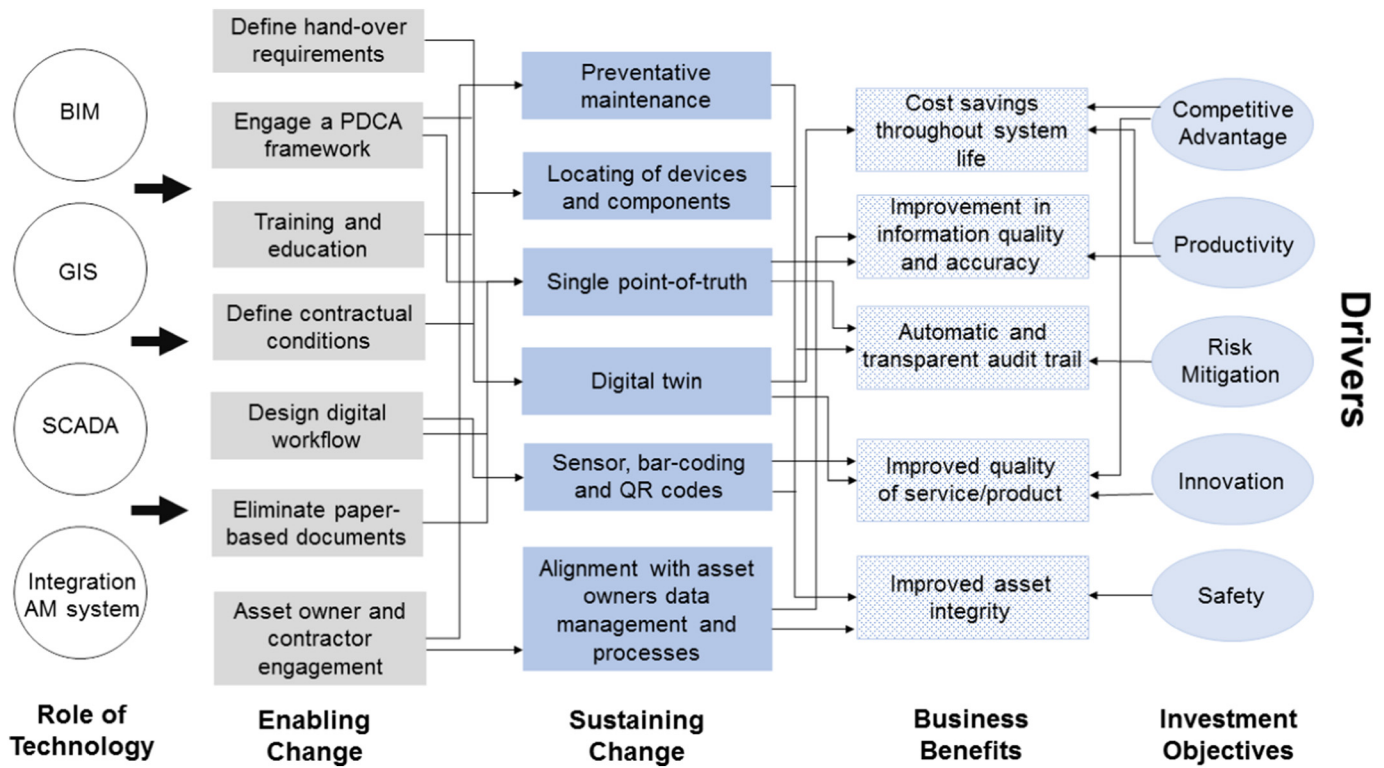 BIM
GIS
SCADA
Integration
AM system
Role of
Technology
Define hand-over
requirements
Engage a PDCA
framework
Training and
education
Define contractual
conditions
Design digital
workflow
Eliminate paper-
based documents
Asset owner and
contractor
engagement
Enabling
Change
Preventative
maintenance
Locating of devices
and components
Single point-of-truth
Digital twin
Sensor, bar-coding
and QR codes
Alignment with asset
owners data
management and
processes
Sustaining
Change
Cost savings
throughout system
life
Improvement in
information quality
and accuracy
Automatic and
transparent audit trail
Improved quality
of service/product
Improved asset
integrity
Business
Benefits
Competitive
Advantage
Productivity
Risk
Mitigation
Innovation
Safety
Investment
Objectives
Drivers